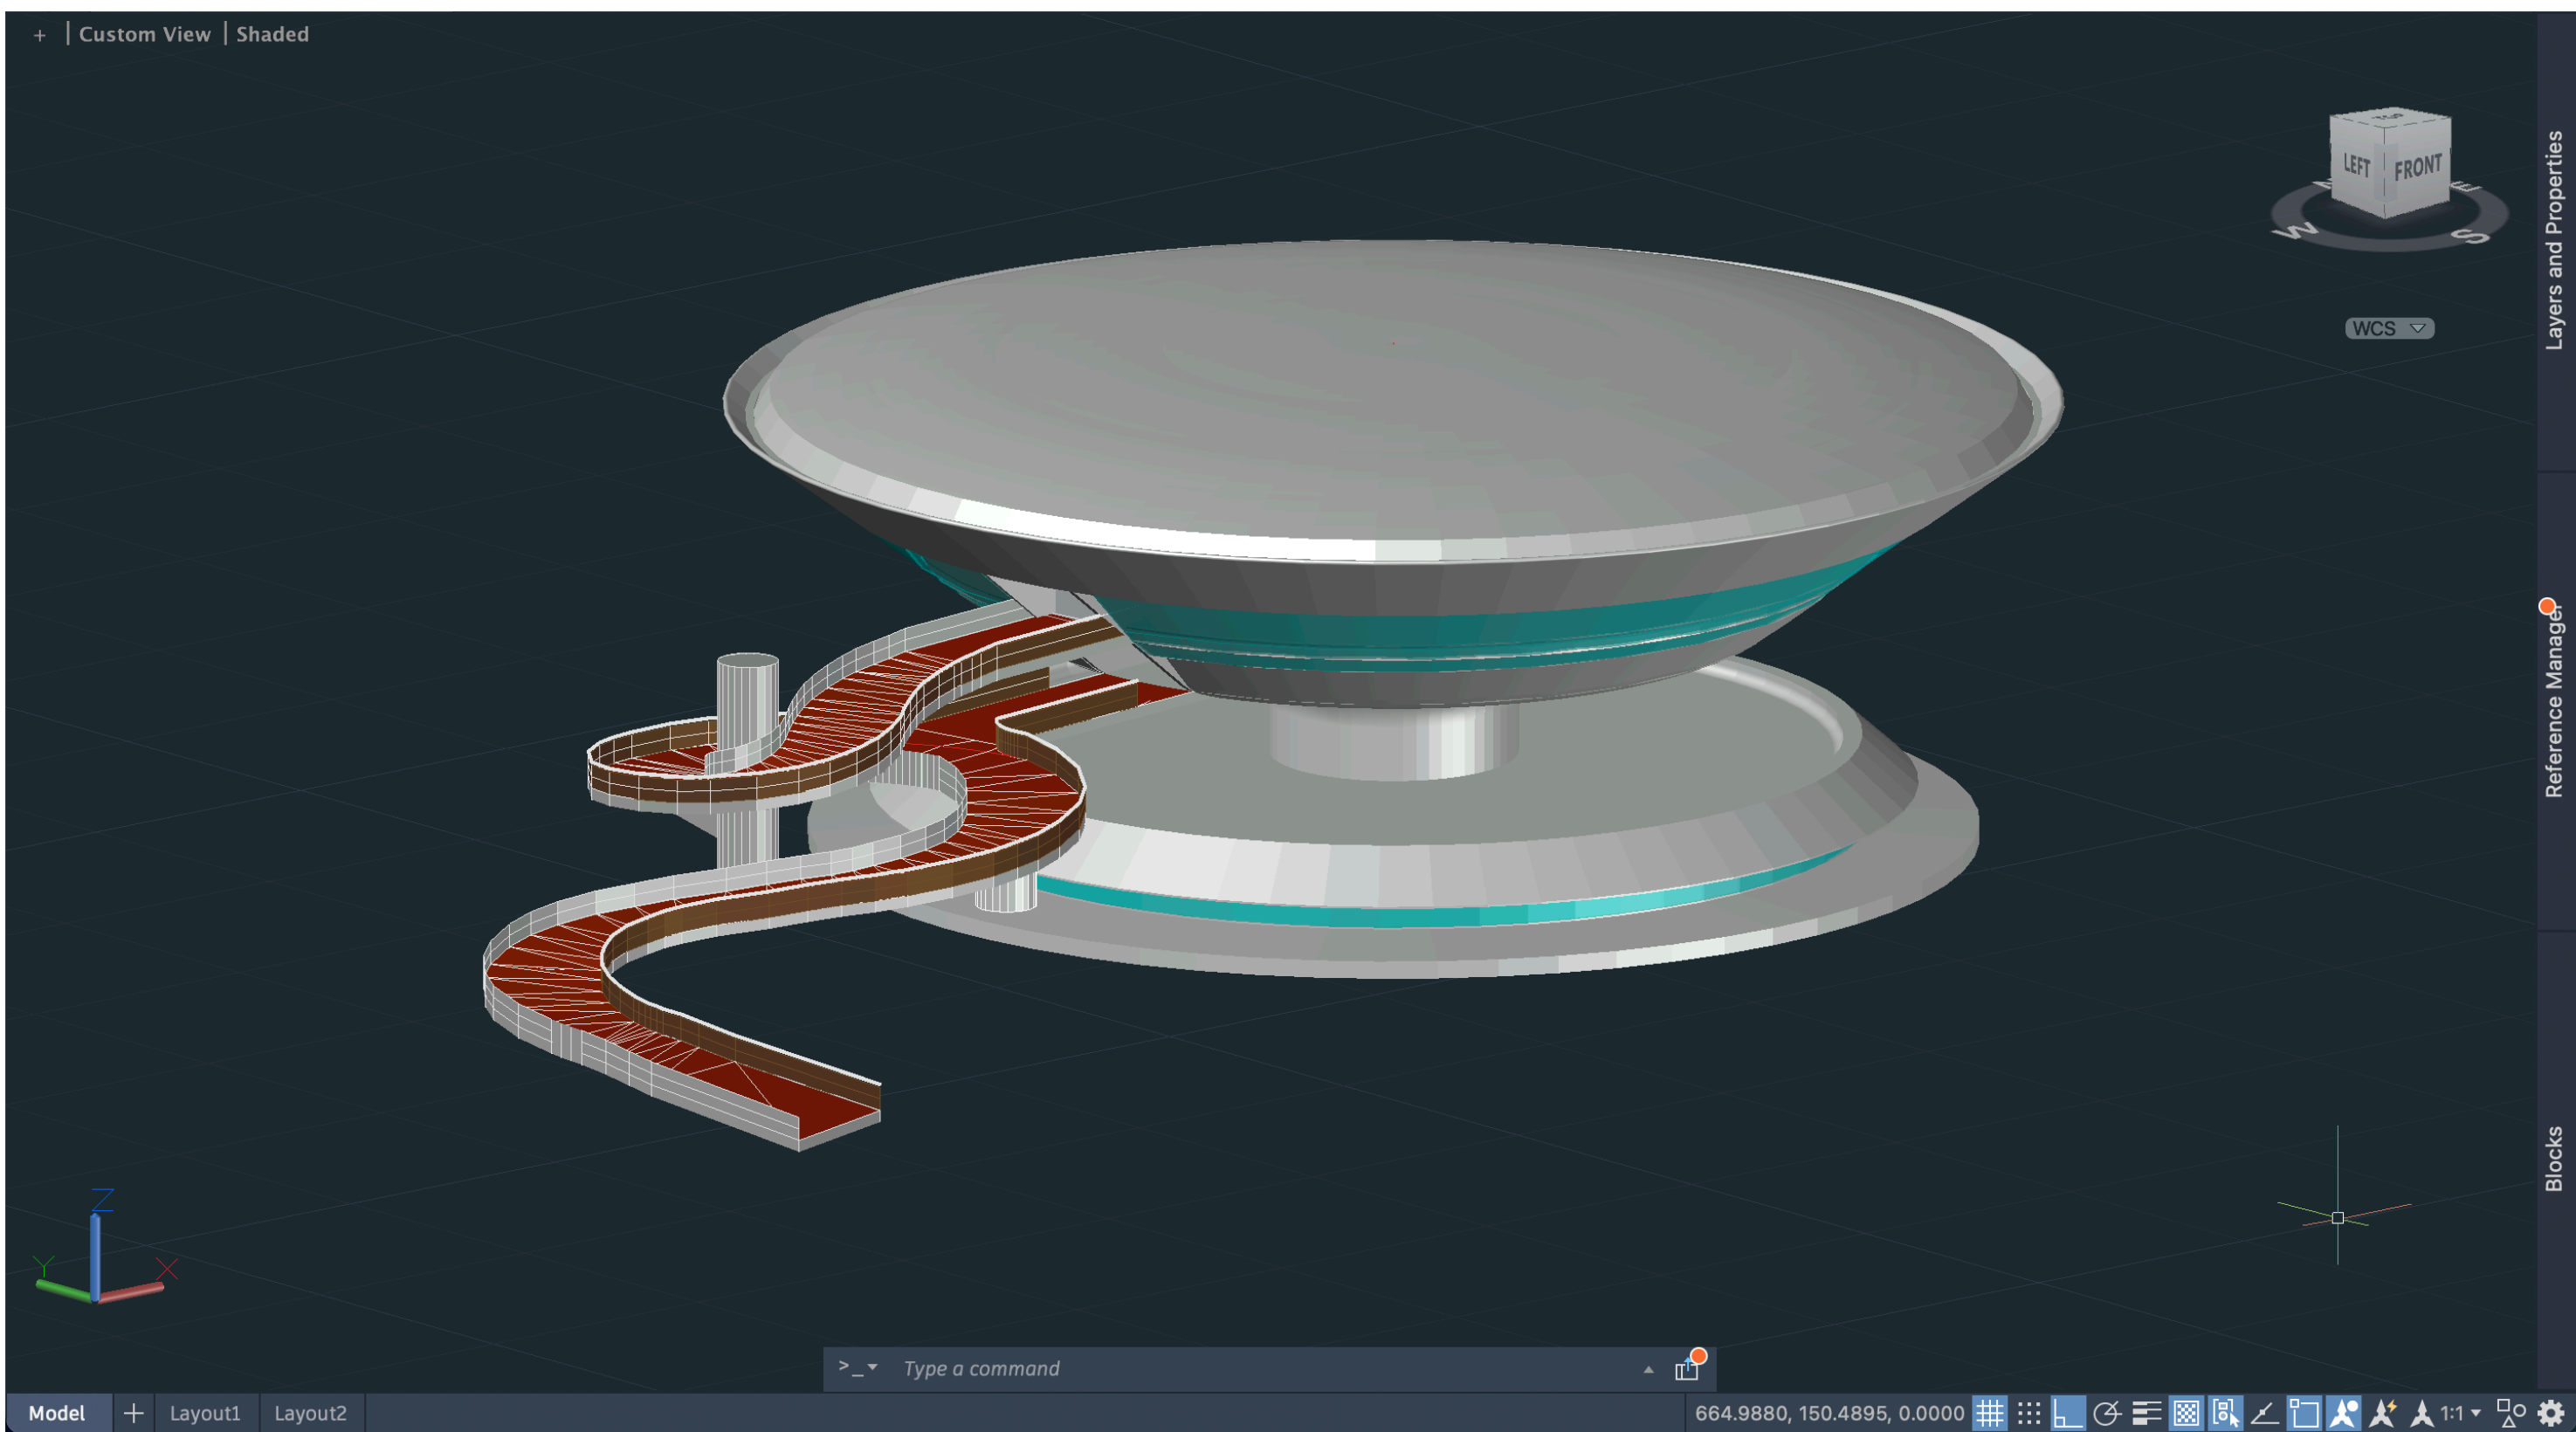 + | Custom View | Shaded
TOP
LEFT FRONT
W S E
WCS
Layers and Properties
Reference Manager
Blocks
Z
Y X
>_ Type a command
Model + Layout1 Layout2
664.9880, 150.4895, 0.0000 1:1